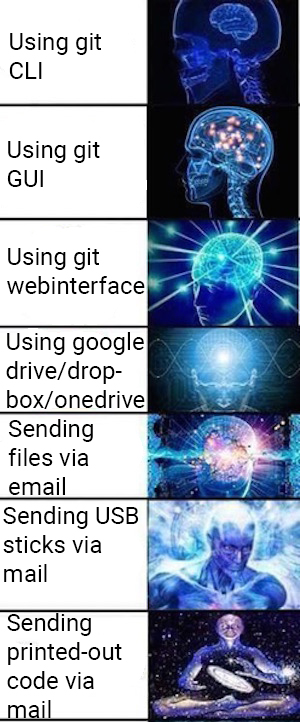 Using git
CLI
Using git
GUI
Using git
webinterface
Using google
drive/drop-
box/onedrive
Sending
files via
email
Sending USB
sticks via
mail
Sending
printed-out
code via
mail